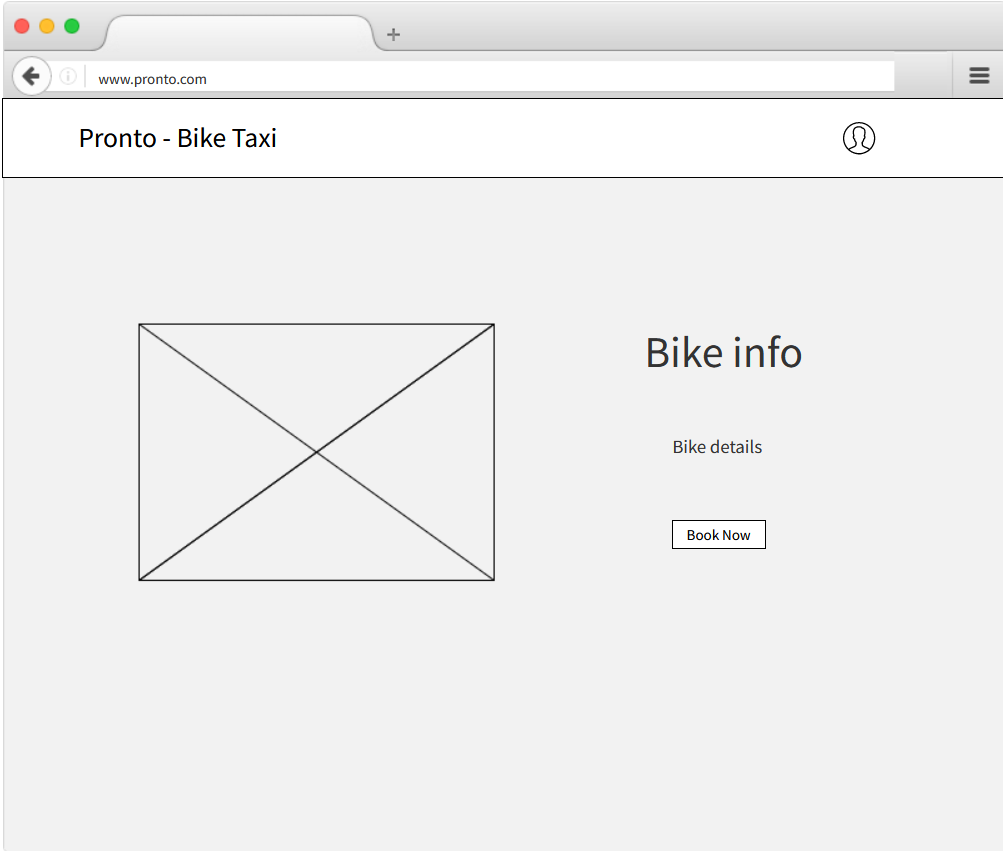 www.pronto.com
Pronto - Bike Taxi
Bike info
Bike details
Book Now